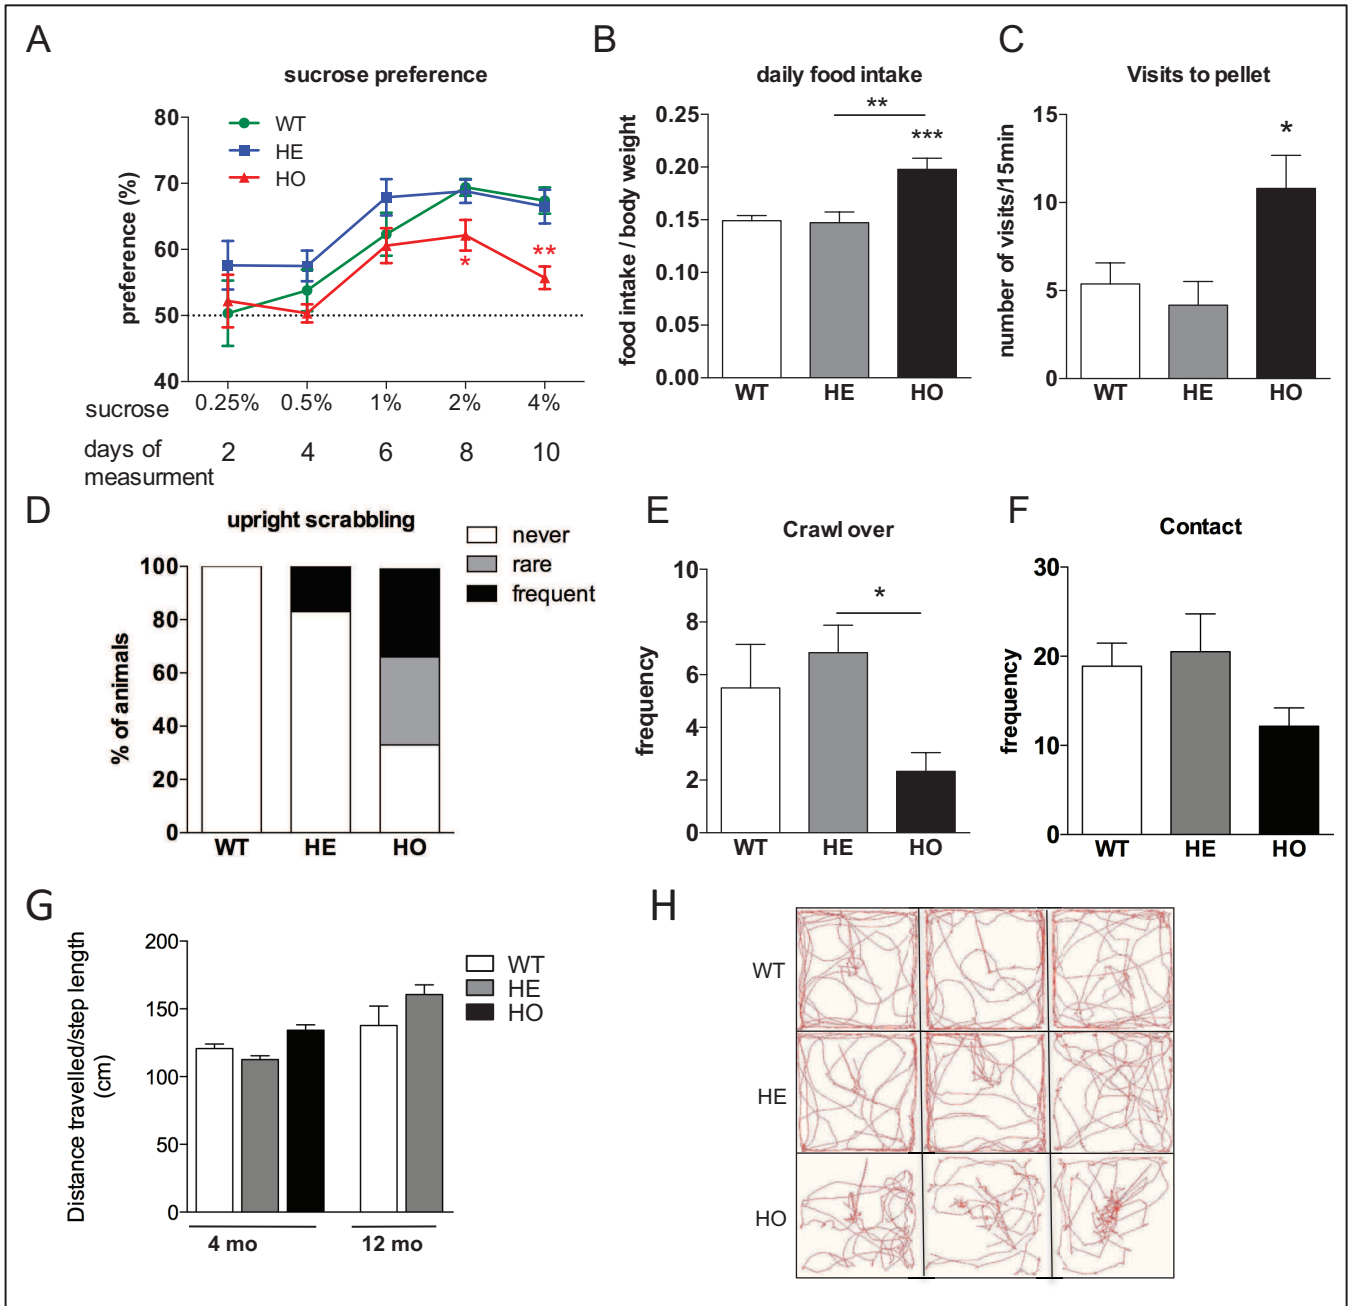 A
B
C
sucrose preference
daily food intake
Visits to pellet
WT
HE
HO
preference (%)
80
70
60
50
40
*
**
sucrose
0.25% 0.5% 1% 2% 4%
days of
measurment
2 4 6 8 10
food intake / body weight
0.25
0.20
0.15
0.10
0.05
0.00
**
***
WT HE HO
number of visits/15min
15
10
5
0
*
WT HE HO
D
E
F
upright scrabbling
never
rare
frequent
% of animals
100
80
60
40
20
0
WT HE HO
Crawl over
frequency
10
8
6
4
2
0
*
WT HE HO
Contact
frequency
30
20
10
0
WT HE HO
G
H
Distance travelled/step length
(cm)
200
150
100
50
0
WT
HE
HO
4 mo 12 mo
WT
HE
HO